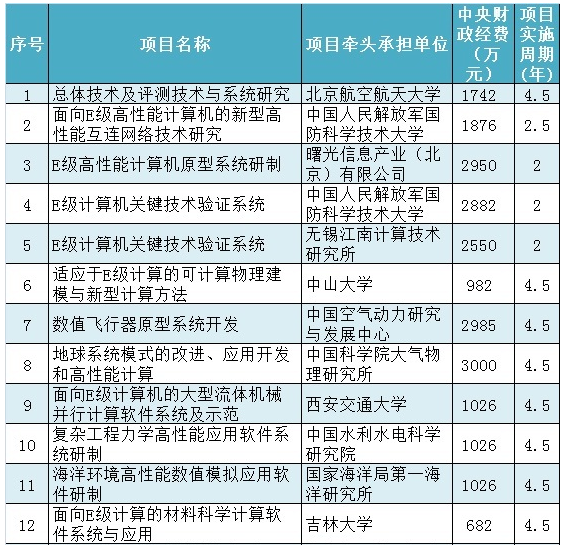 序号 项目名称 项目牵头承担单位 中央财政经费（万元） 项目实施周期(年)
1 总体技术及评测技术与系统研究 北京航空航天大学 1742 4.5
2 面向E级高性能计算机的新型高性能互连网络技术研究 中国人民解放军国防科学技术大学 1876 2.5
3 E级高性能计算机原型系统研制 曙光信息产业（北京）有限公司 2950 2
4 E级计算机关键技术验证系统 中国人民解放军国防科学技术大学 2882 2
5 E级计算机关键技术验证系统 无锡江南计算技术研究所 2550 2
6 适应于E级计算的可计算物理建模与新型计算方法 中山大学 982 4.5
7 数值飞行器原型系统开发 中国空气动力研究与发展中心 2985 4.5
8 地球系统模式的改进、应用开发和高性能计算 中国科学院大气物理研究所 3000 4.5
9 面向E级计算机的大型流体机械并行计算软件系统及示范 西安交通大学 1026 4.5
10 复杂工程力学高性能应用软件系统研制 中国水利水电科学研究院 1026 4.5
11 海洋环境高性能数值模拟应用软件研制 国家海洋局第一海洋研究所 1026 4.5
12 面向E级计算的材料科学计算软件系统与应用 吉林大学 682 4.5